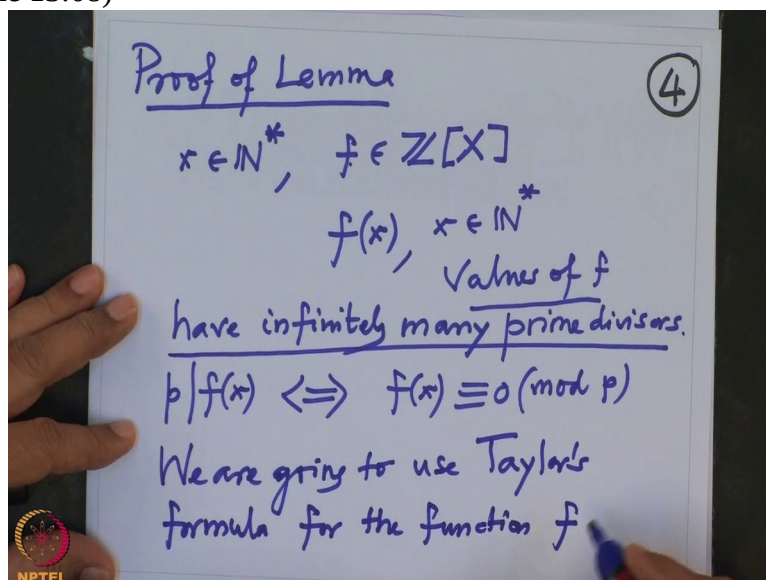 Proof of Lemma
4
x ∈ ℕ*, f ∈ ℤ[X]
f(x), x ∈ ℕ*
Values of f
have infinitely many prime divisors.
p | f(x) <=> f(x) ≡ 0 (mod p)
We are going to use Taylor's
formula for the function f
NPTEL